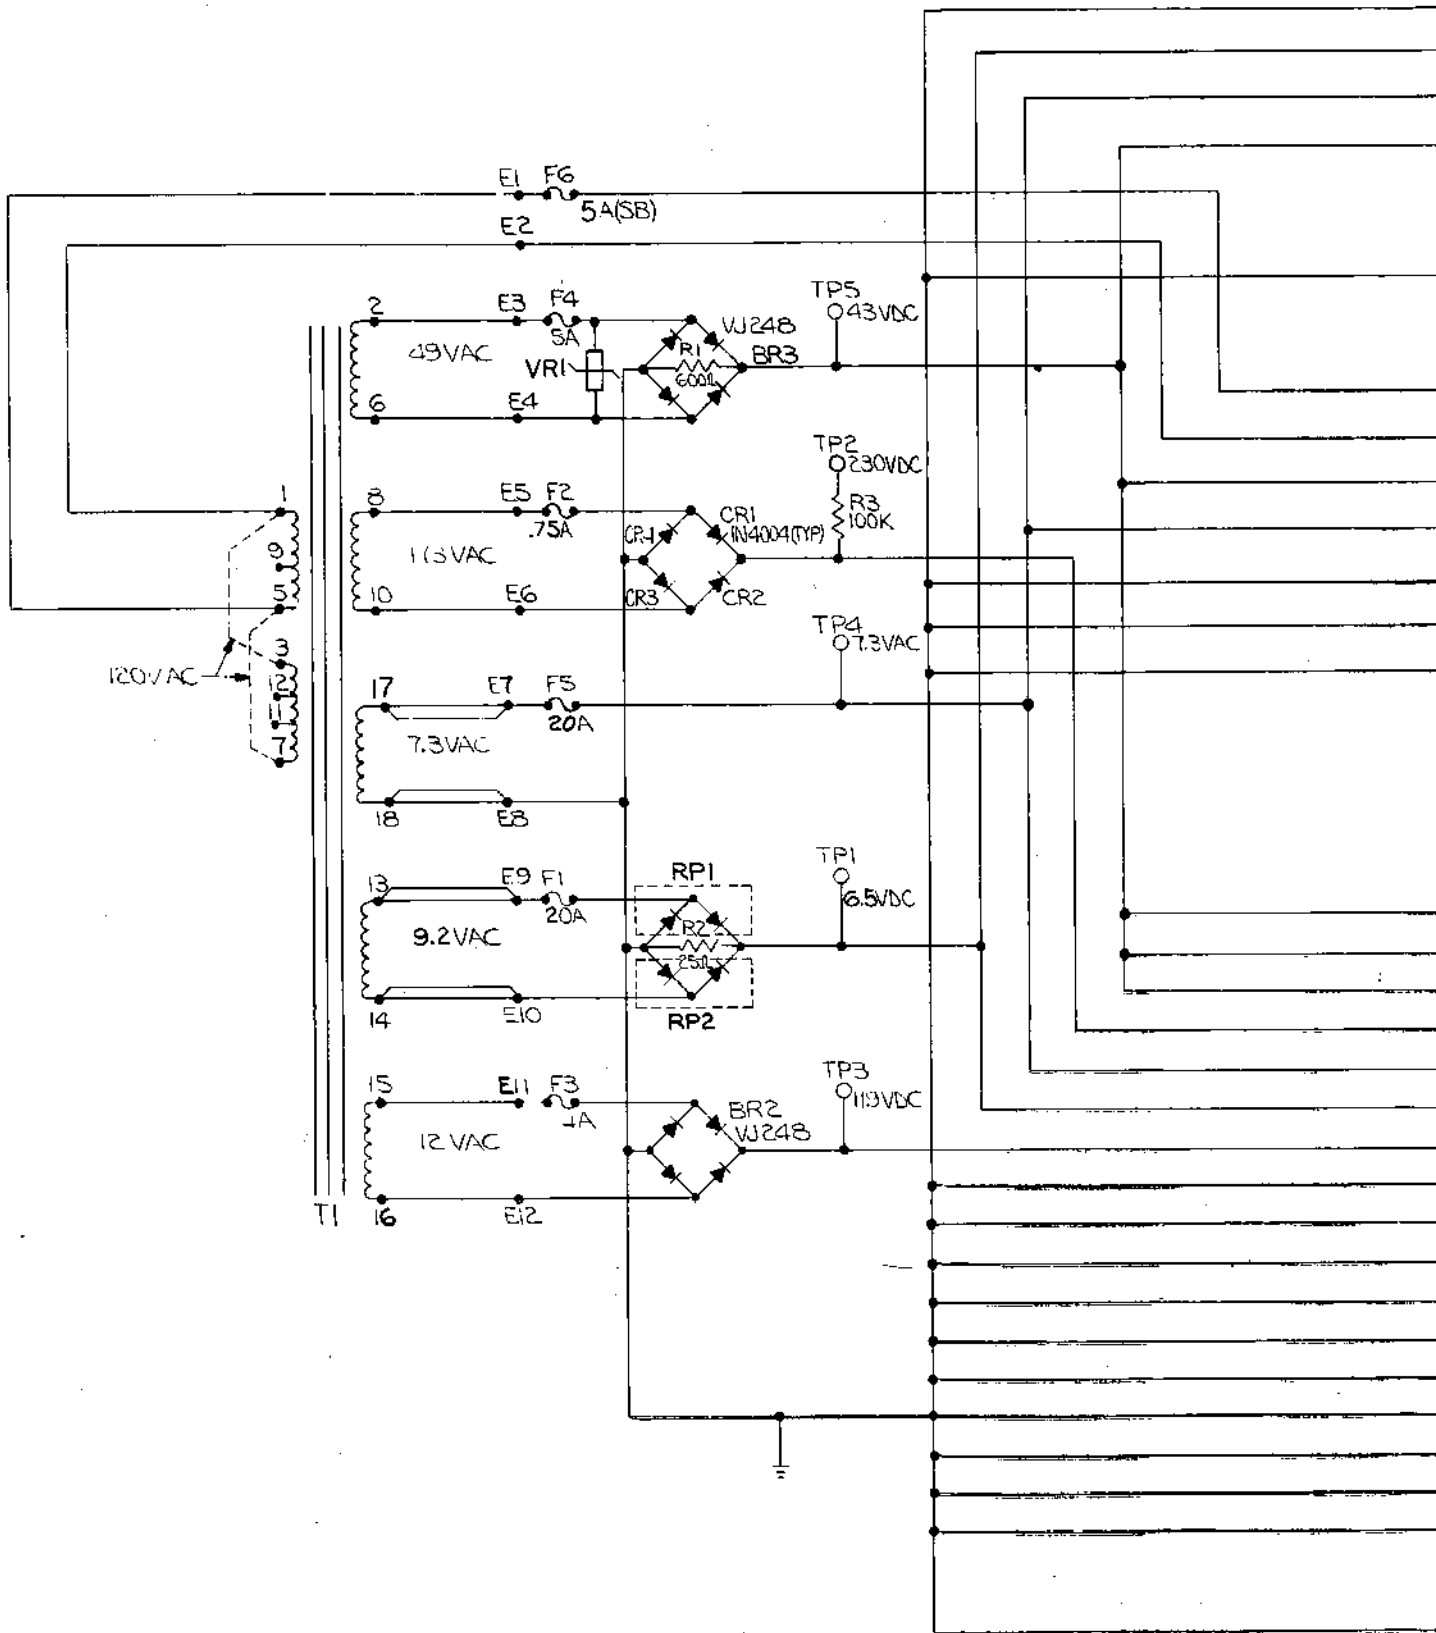 E1 F6
5A(SB)
E2
2 E3 F4
5A
49VAC
VR1
R1
600Ω
VJ248
BR3
6 E4
TP5
43VDC
1
9
5
3
12
11
7
120VAC
8 E5 F2
.75A
CR1
1N4004(TYP)
CR3
CR2
10 E6
TP2
230VDC
R3
100K
TP4
7.3VAC
17 E7 F5
20A
7.3VAC
18 E8
13 E9 F1
20A
9.2VAC
RP1
R2
25Ω
RP2
14 E10
TP1
6.5VDC
15 E11 F3
12 VAC
BR2
VJ248
TP3
T1 16 E12